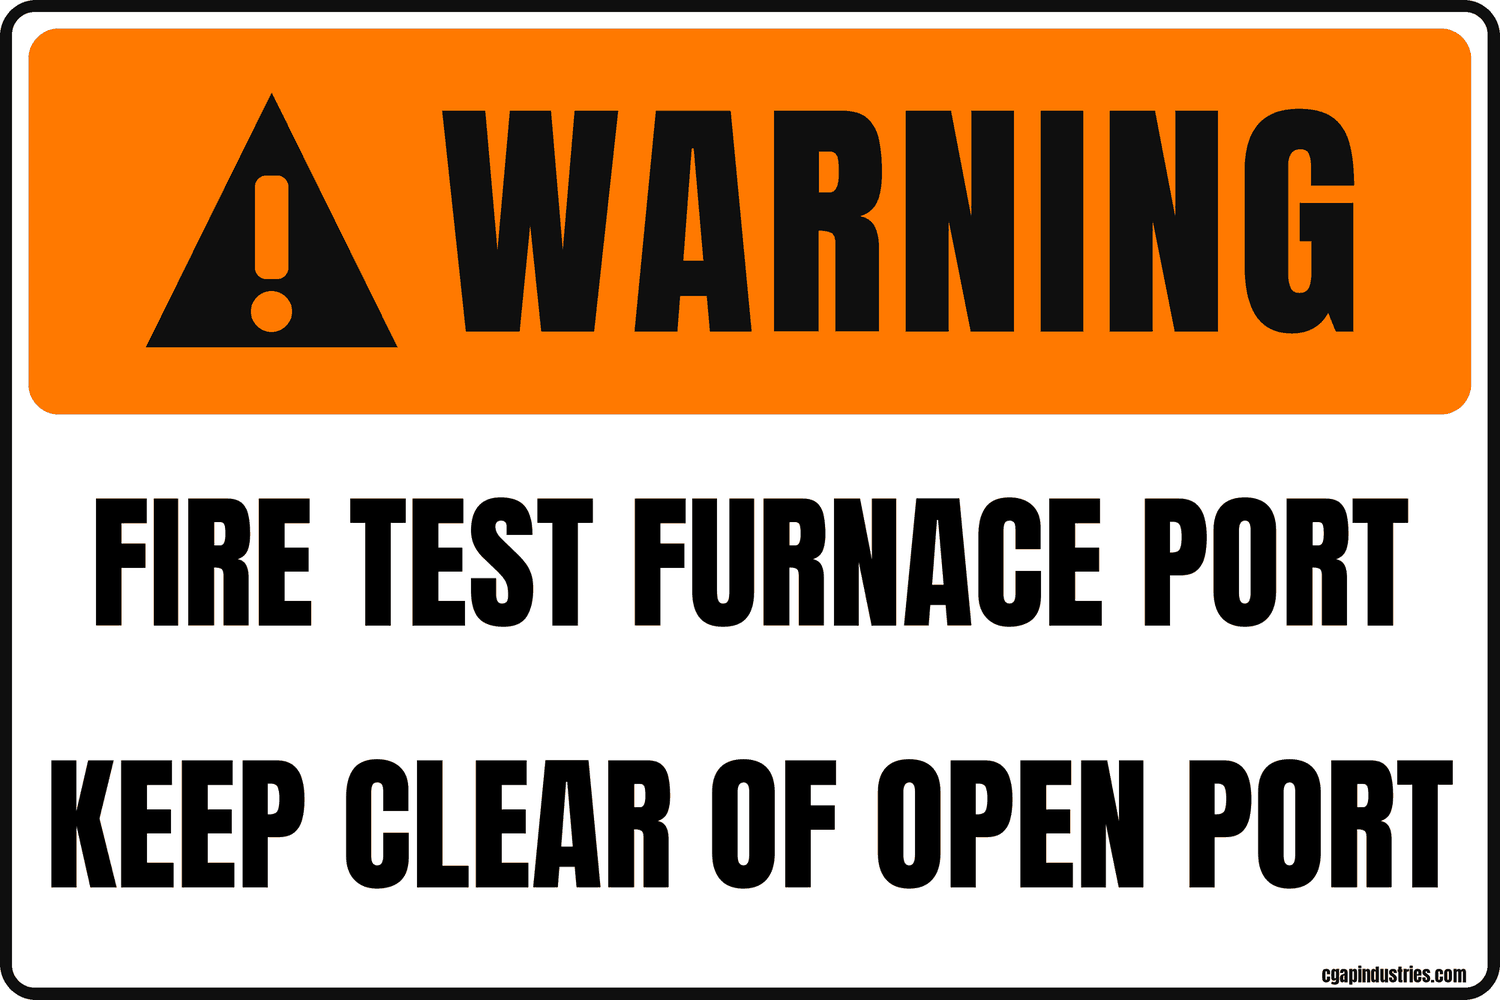 WARNING
FIRE TEST FURNACE PORT
KEEP CLEAR OF OPEN PORT
cgapindustries.com